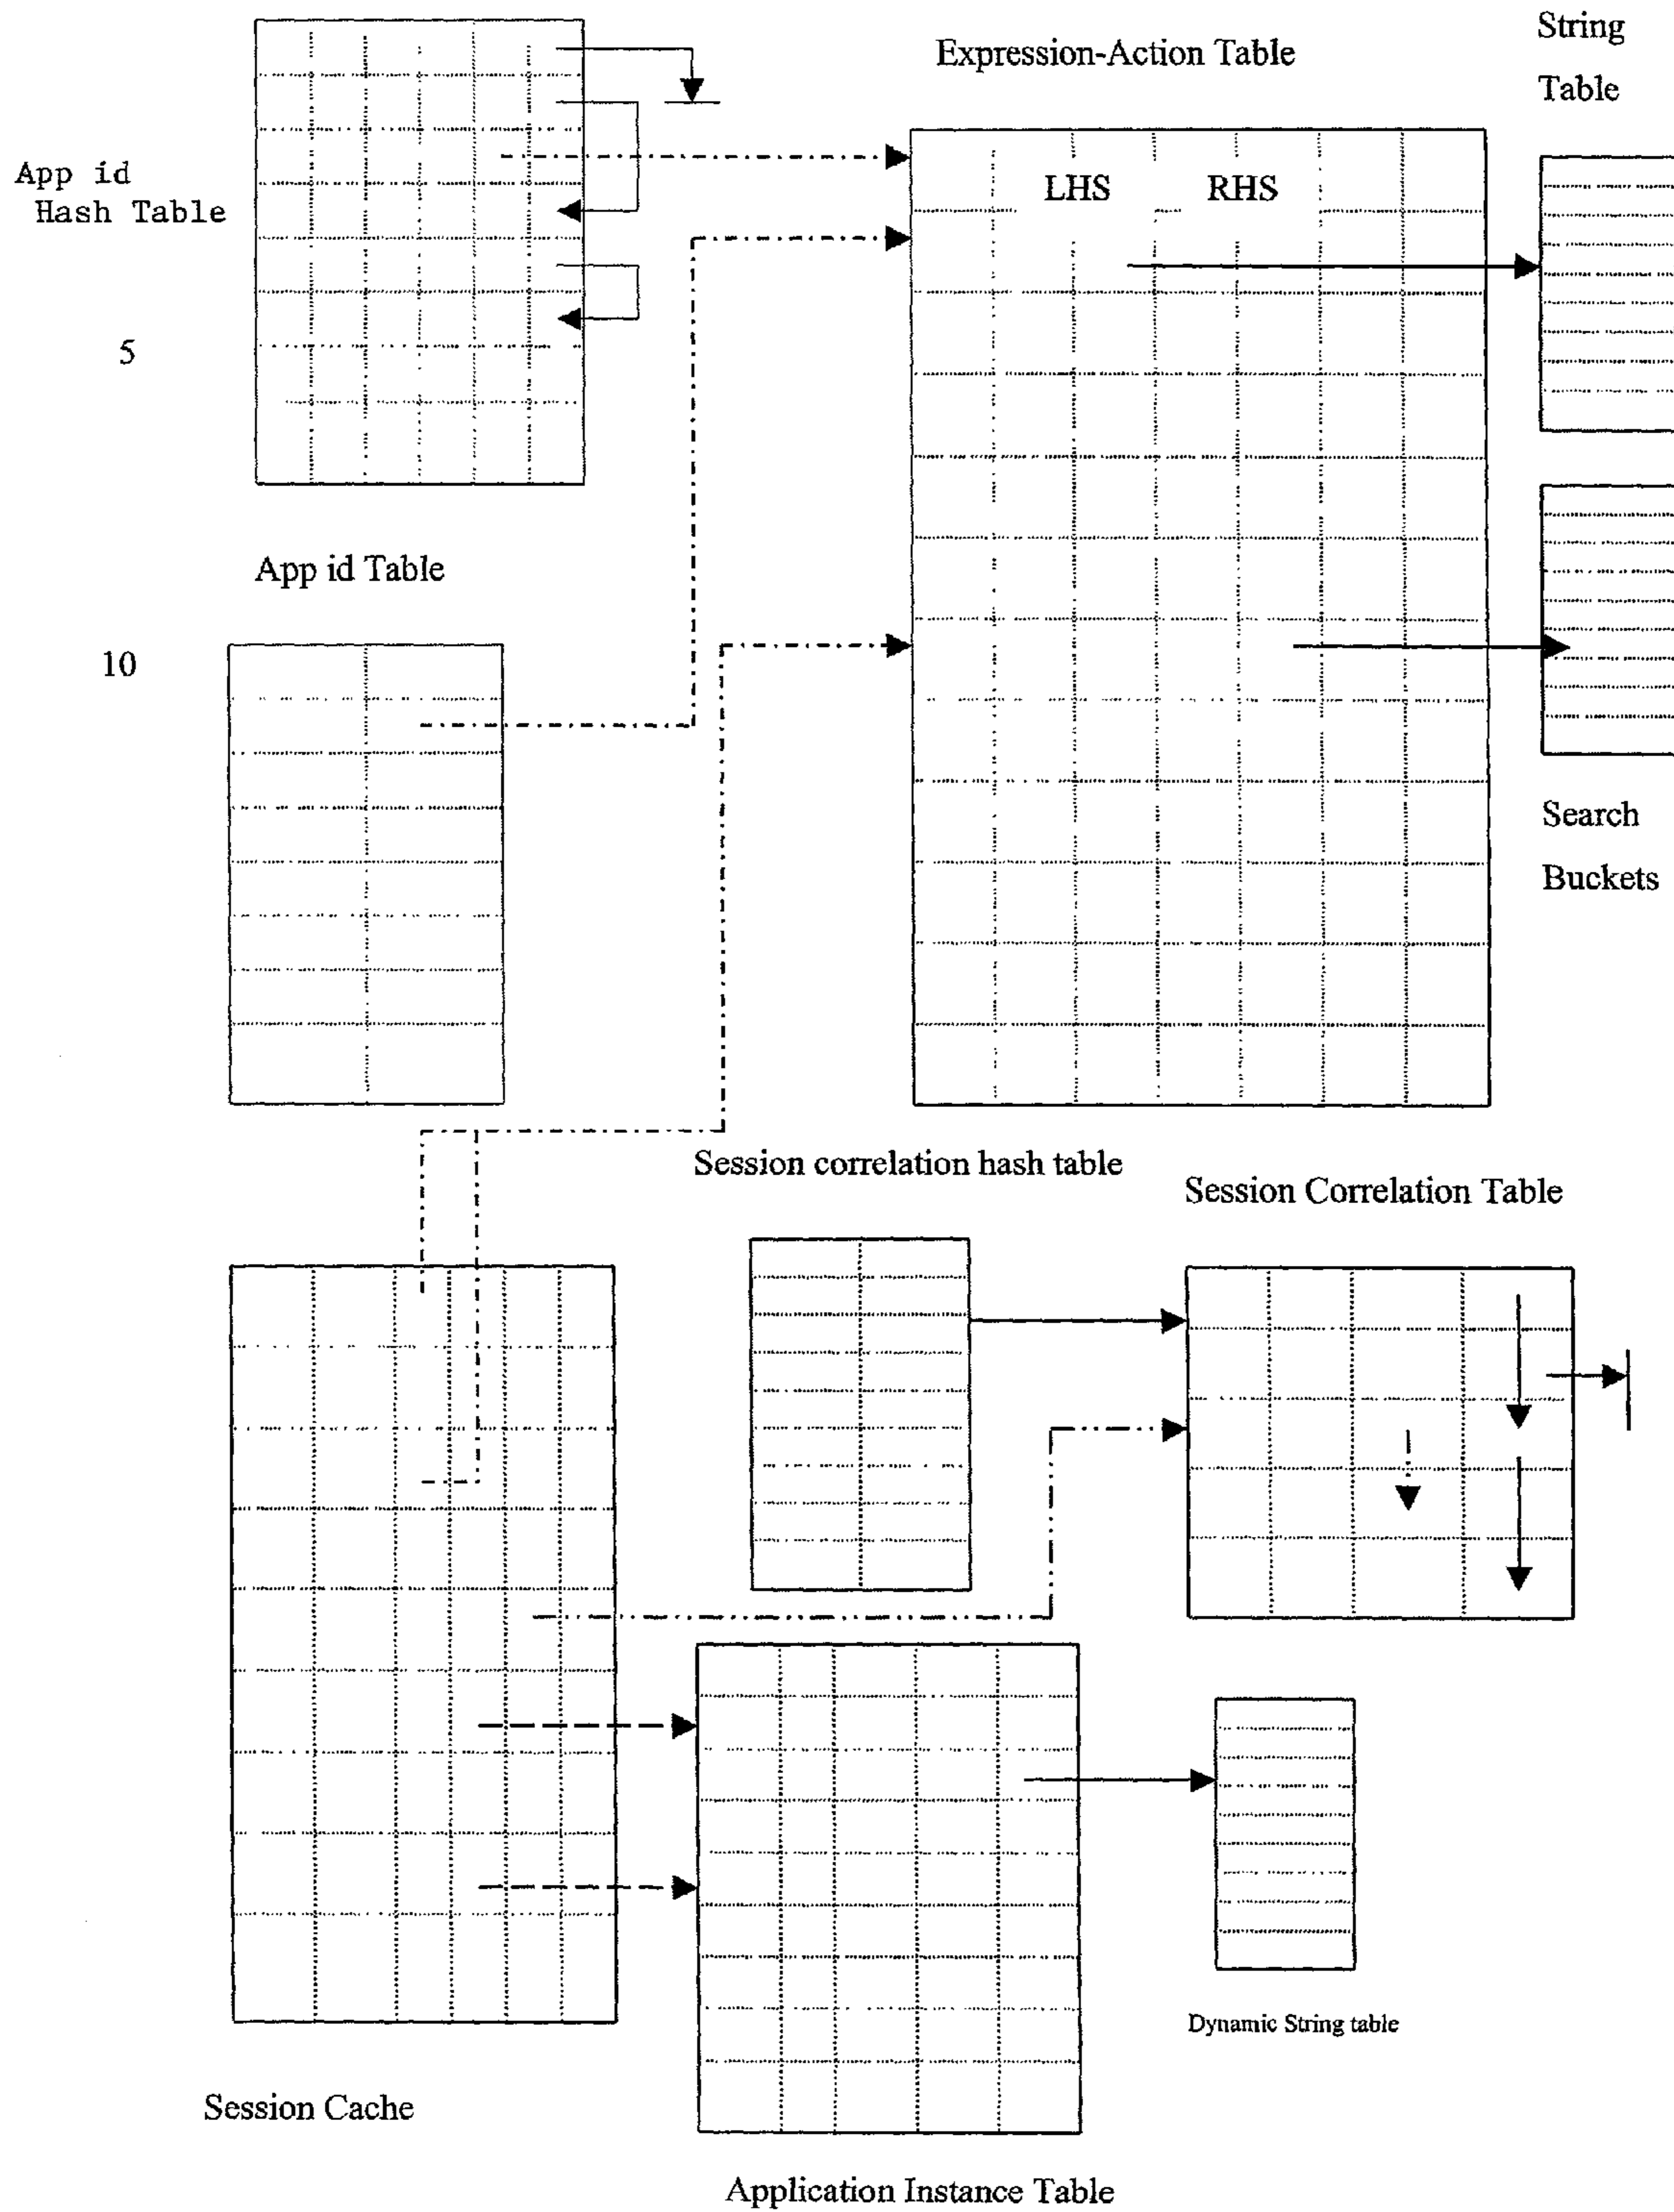 String
Table
Expression-Action Table
App id
Hash Table
LHS RHS
5
App id Table
10
Search
Buckets
Session correlation hash table
Session Correlation Table
Dynamic String table
Session Cache
Application Instance Table